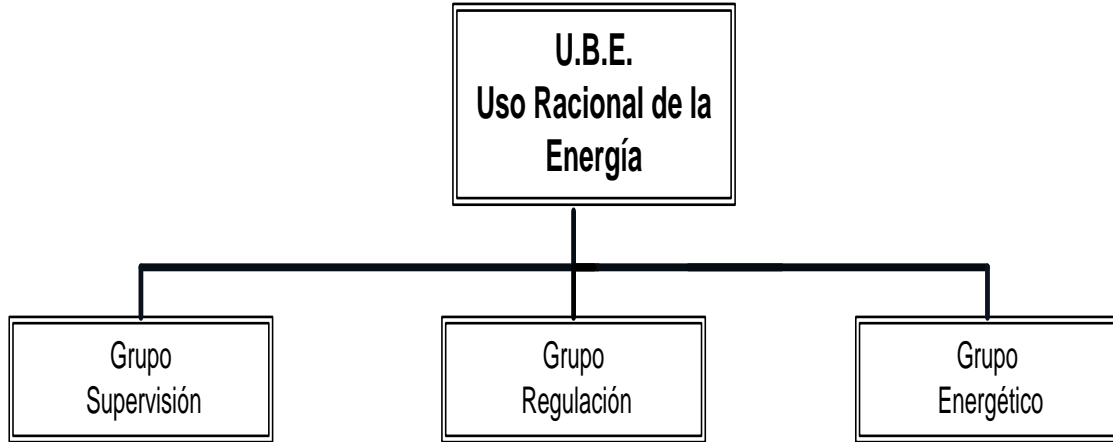 U.B.E.
Uso Racional de la
Energía
Grupo
Supervisión
Grupo
Regulación
Grupo
Energético